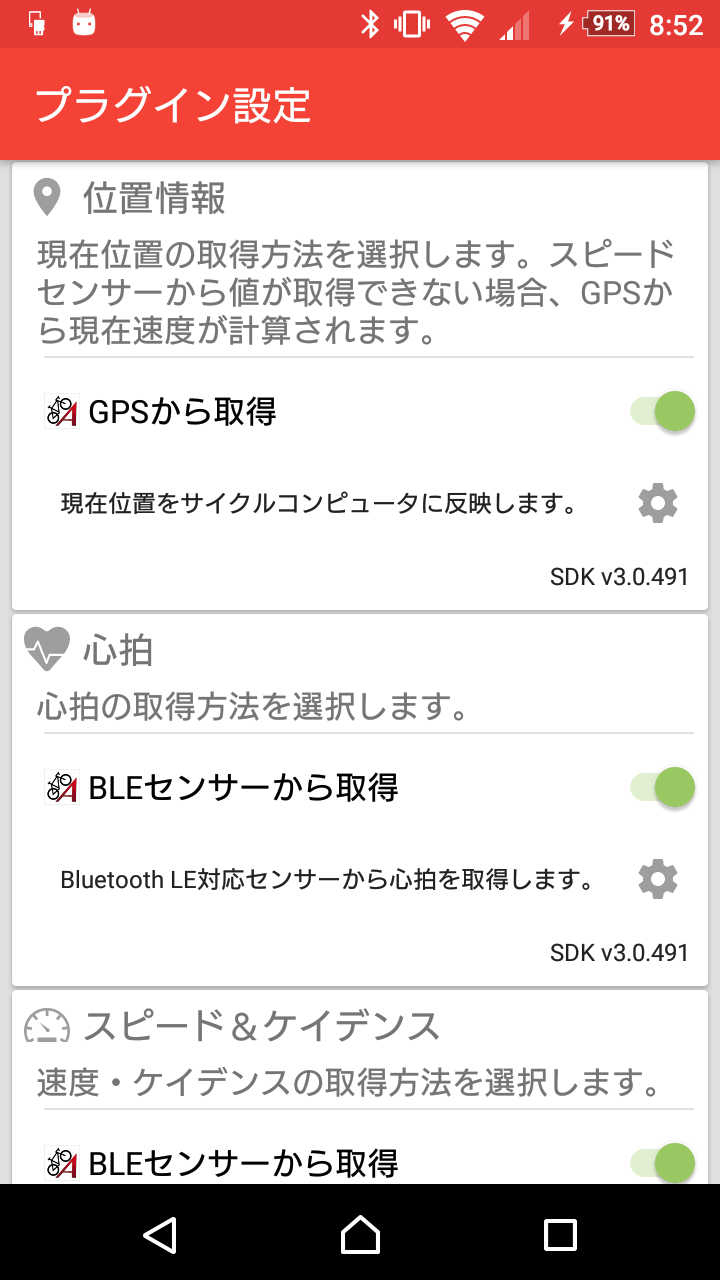 91% 8:52
プラグイン設定
位置情報
現在位置の取得方法を選択します。スピード
センサーから値が取得できない場合、GPSか
ら現在速度が計算されます。
GPSから取得
現在位置をサイクルコンピュータに反映します。
SDK v3.0.491
心拍
心拍の取得方法を選択します。
BLEセンサーから取得
Bluetooth LE対応センサーから心拍を取得します。
SDK v3.0.491
スピード＆ケイデンス
速度・ケイデンスの取得方法を選択します。
BLEセンサーから取得